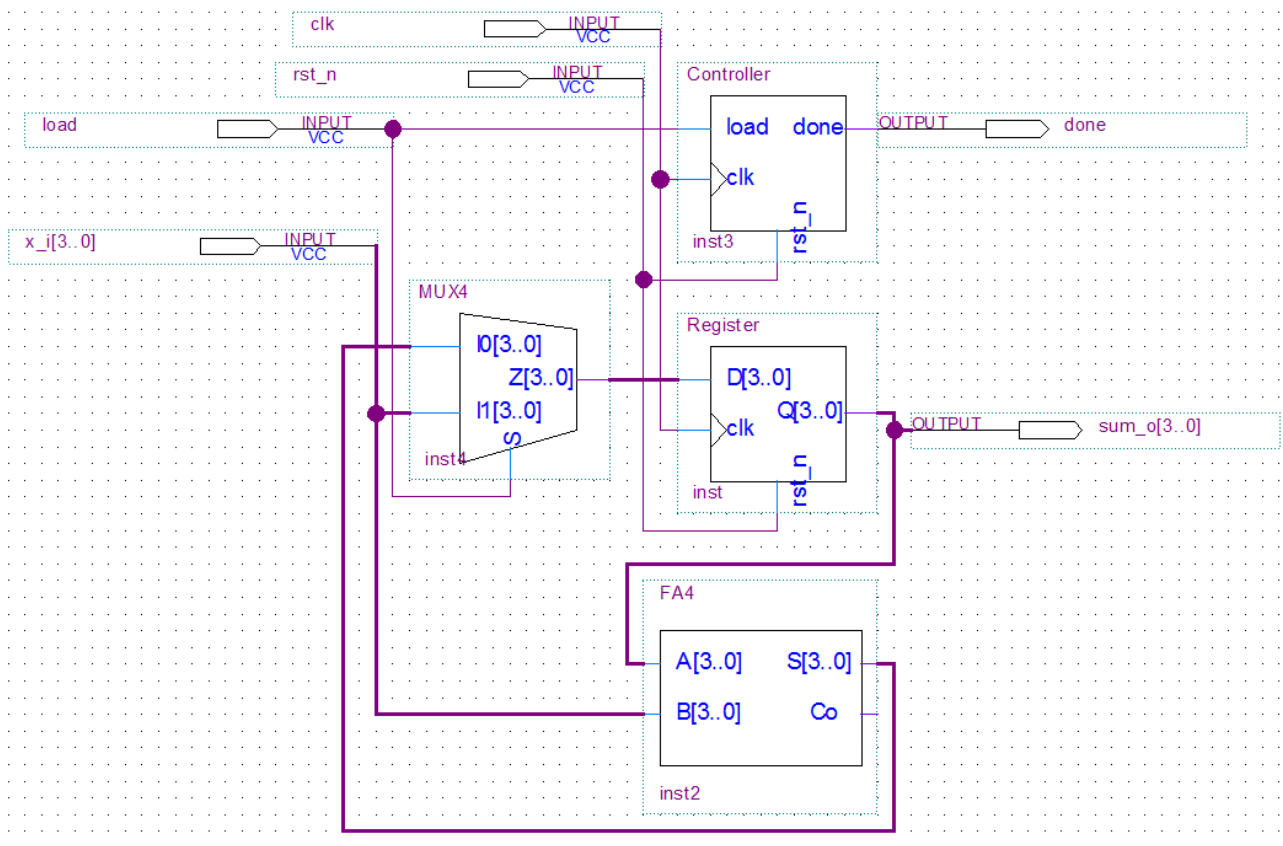 clk
INPUT
VCC
rst_n
INPUT
VCC
Controller
load
INPUT
VCC
load
done
OUTPUT
done
clk
rst_n
inst3
x_i[3..0]
INPUT
VCC
MUX4
I0[3..0]
Z[3..0]
I1[3..0]
S
inst4
Register
D[3..0]
Q[3..0]
clk
rst_n
inst
OUTPUT
sum_o[3..0]
FA4
A[3..0]
S[3..0]
B[3..0]
Co
inst2